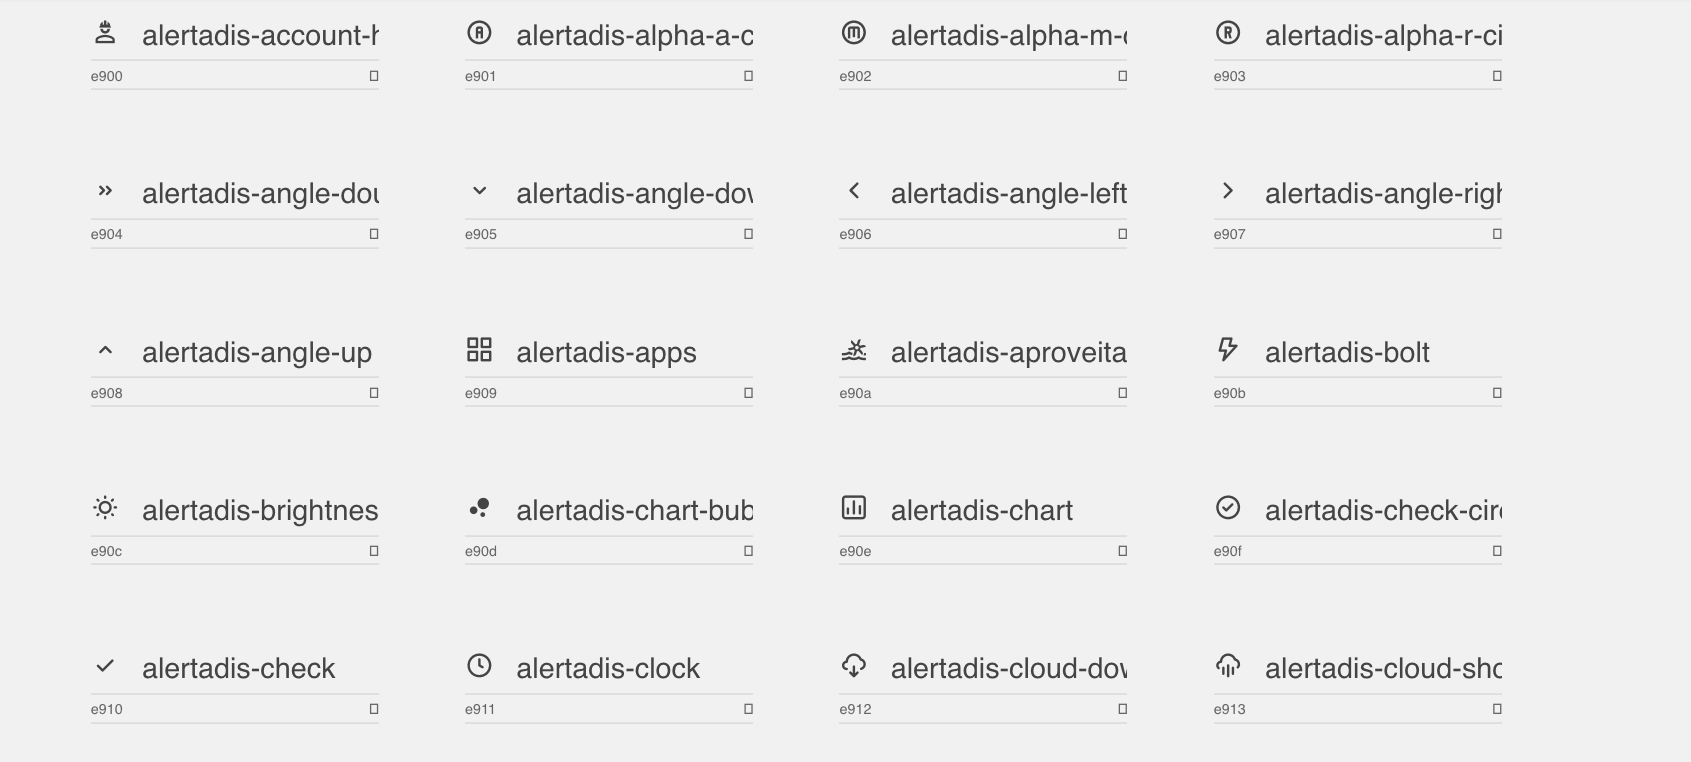 alertadis-account-h alertadis-alpha-a-c alertadis-alpha-m-c alertadis-alpha-r-ci
e900 e901 e902 e903
alertadis-angle-dou alertadis-angle-dow alertadis-angle-left alertadis-angle-righ
e904 e905 e906 e907
alertadis-angle-up alertadis-apps alertadis-aproveita alertadis-bolt
e908 e909 e90a e90b
alertadis-brightnes alertadis-chart-bub alertadis-chart alertadis-check-circ
e90c e90d e90e e90f
alertadis-check alertadis-clock alertadis-cloud-dow alertadis-cloud-sho
e910 e911 e912 e913